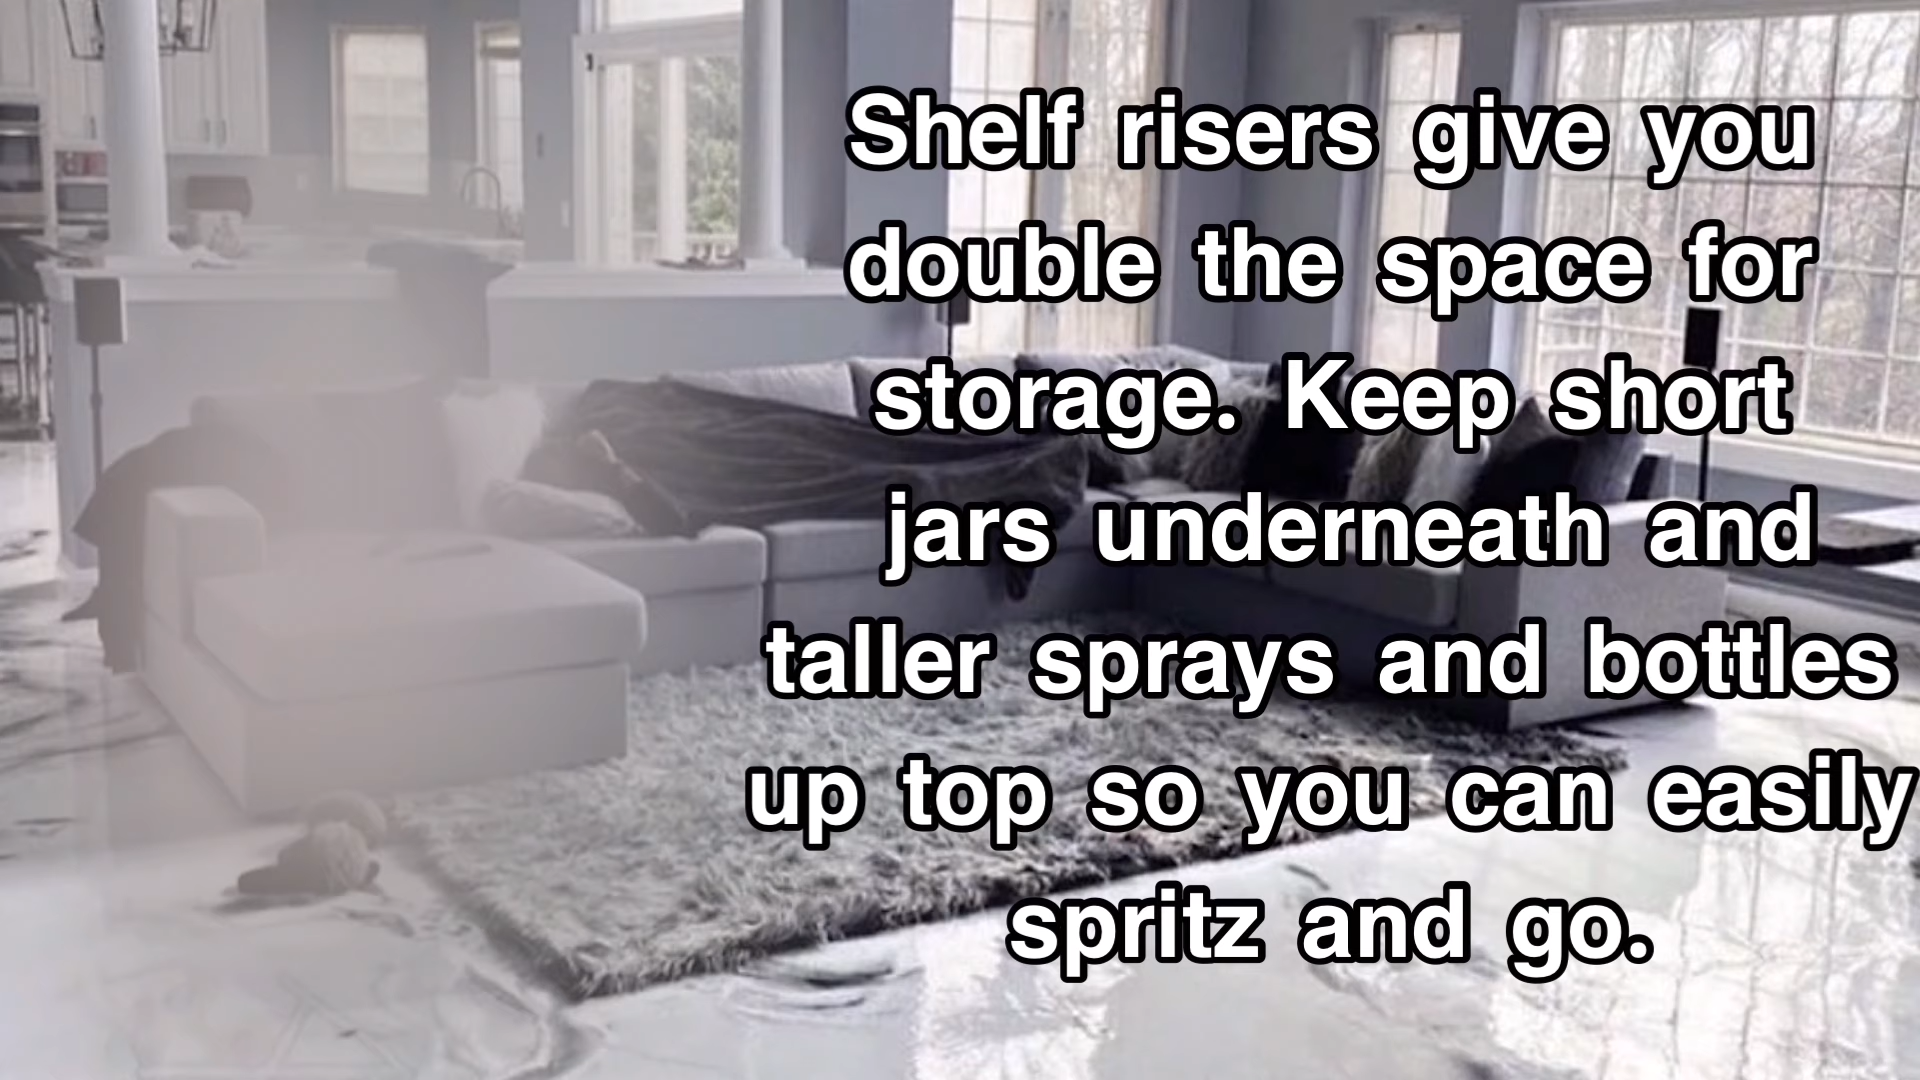 Shelf risers give you
double the space for
storage. Keep short
jars underneath and
taller sprays and bottles
up top so you can easily
spritz and go.